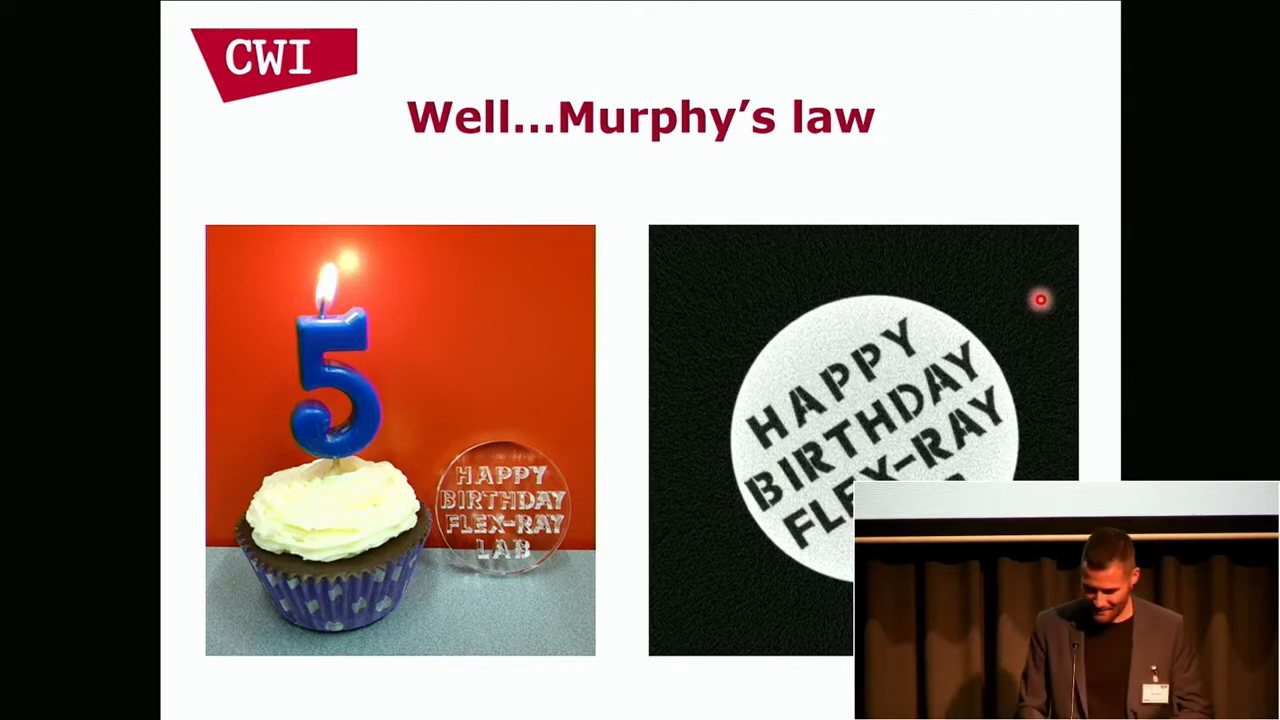 CWI
Well...Murphy's law
5
HAPPY
BIRTHDAY
FLEX-RAY
LAB
HAPPY
BIRTHDAY
FLEX-RAY